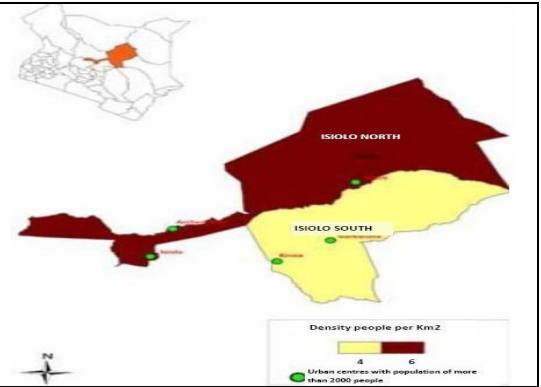 ISIOLO NORTH
ISIOLO SOUTH
Kinna
Isiolo
Density people per Km2
4 6
N
Urban centres with population of more
than 2000 people